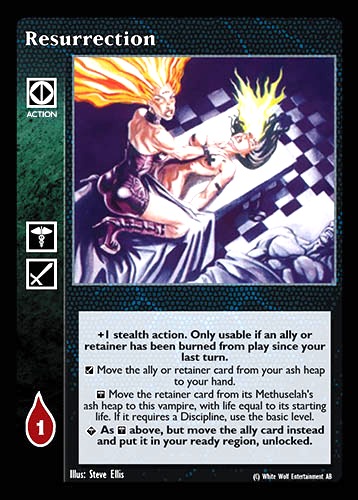 Resurrection
ACTION
+1 stealth action. Only usable if an ally or
retainer has been burned from play since your
last turn.
Move the ally or retainer card from your ash heap
to your hand.
Move the retainer card from its Methuselah's
ash heap to this vampire, with life equal to its starting
life. If it requires a Discipline, use the basic level.
As above, but move the ally card instead
and put it in your ready region, unlocked.
1
Illus: Steve Ellis
(C) White Wolf Entertainment AB